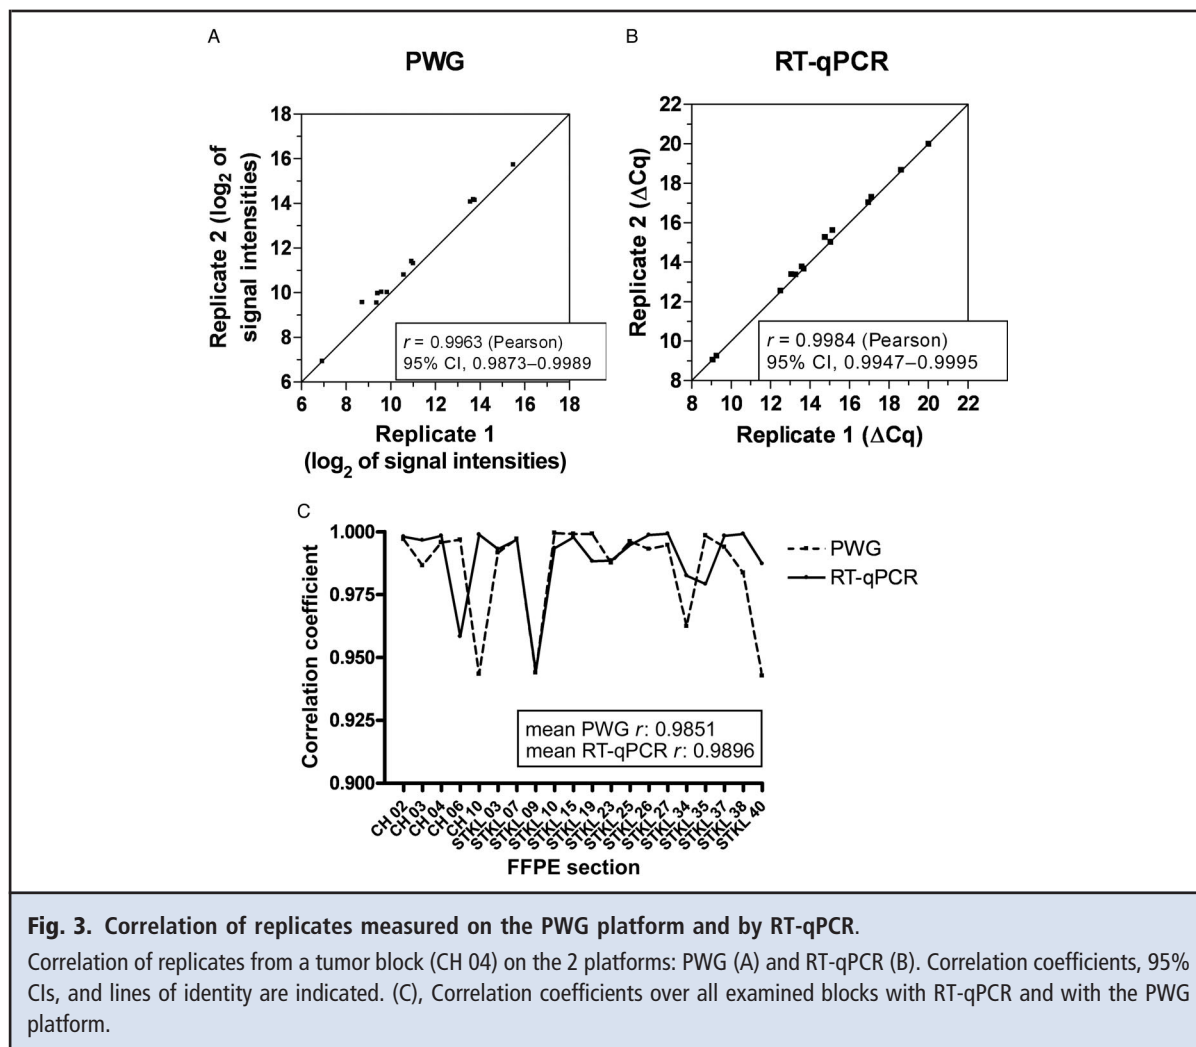 A
PWG
18
16
14
12
10
8
6
6 8 10 12 14 16 18
Replicate 2 (log2 of
signal intensities)
r = 0.9963 (Pearson)
95% CI, 0.9873–0.9989
Replicate 1
(log2 of signal intensities)
B
RT-qPCR
22
20
18
16
14
12
10
8
8 10 12 14 16 18 20 22
Replicate 2 (ΔCq)
r = 0.9984 (Pearson)
95% CI, 0.9947–0.9995
Replicate 1 (ΔCq)
C
1.000
0.975
0.950
0.925
0.900
Correlation coefficient
PWG
RT-qPCR
mean PWG r: 0.9851
mean RT-qPCR r: 0.9896
CH 02
CH 03
CH 04
CH 06
CH 10
STKL 03
STKL 07
STKL 09
STKL 10
STKL 15
STKL 19
STKL 23
STKL 25
STKL 26
STKL 27
STKL 34
STKL 35
STKL 37
STKL 38
STKL 40
FFPE section
Fig. 3. Correlation of replicates measured on the PWG platform and by RT-qPCR.
Correlation of replicates from a tumor block (CH 04) on the 2 platforms: PWG (A) and RT-qPCR (B). Correlation coefficients, 95%
CIs, and lines of identity are indicated. (C), Correlation coefficients over all examined blocks with RT-qPCR and with the PWG
platform.